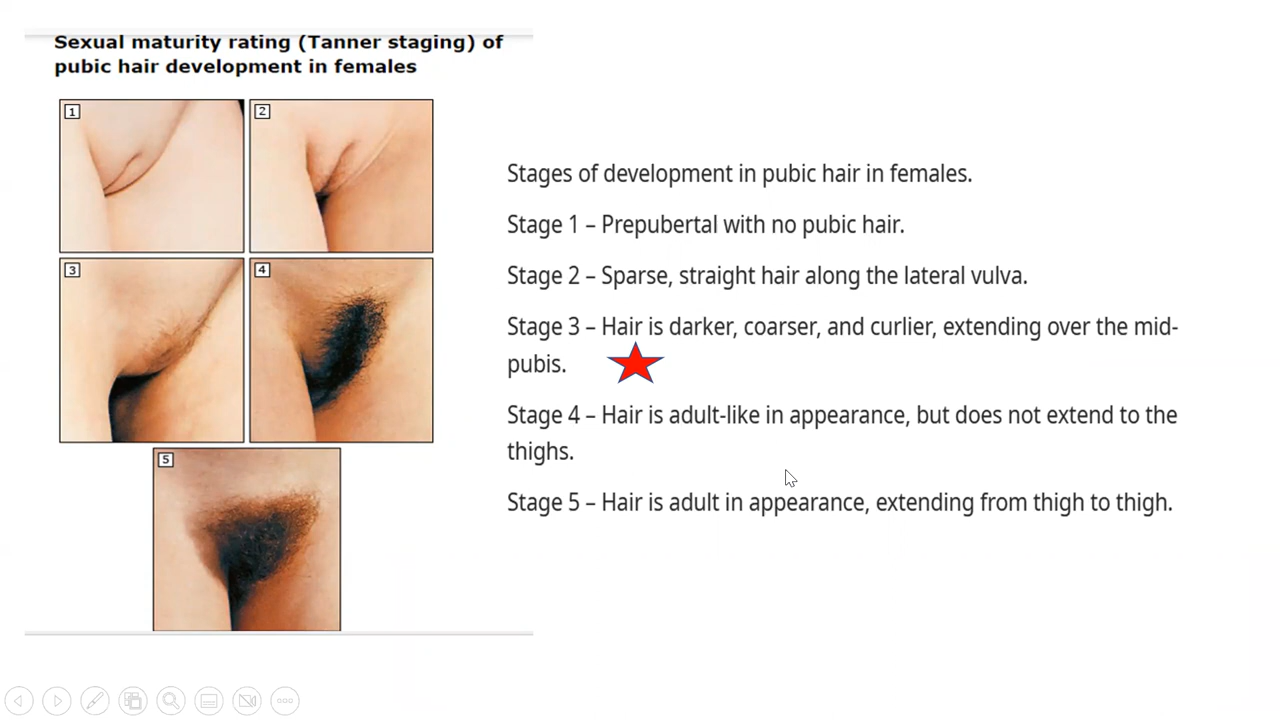 Sexual maturity rating (Tanner staging) of
pubic hair development in females
1
2
3
4
5
Stages of development in pubic hair in females.
Stage 1 – Prepubertal with no pubic hair.
Stage 2 – Sparse, straight hair along the lateral vulva.
Stage 3 – Hair is darker, coarser, and curlier, extending over the mid-
pubis.
Stage 4 – Hair is adult-like in appearance, but does not extend to the
thighs.
Stage 5 – Hair is adult in appearance, extending from thigh to thigh.